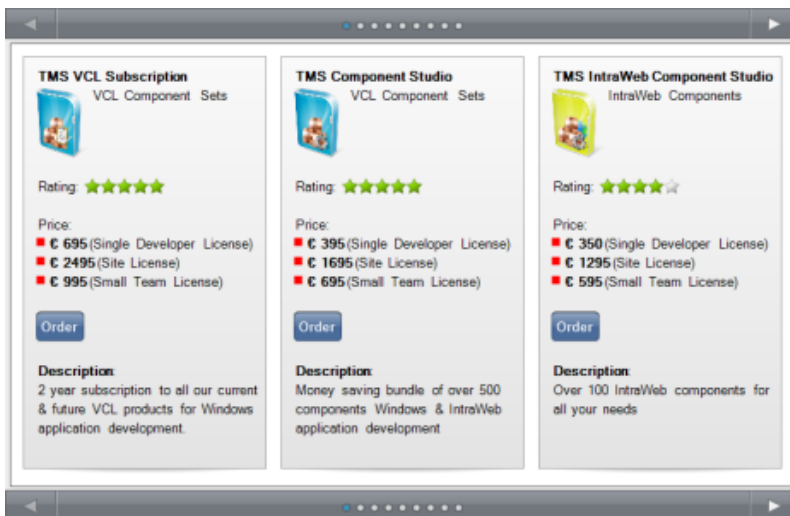 TMS VCL Subscription
VCL Component Sets
Rating:
Price:
€ 695(Single Developer License)
€ 2495(Site License)
€ 995(Small Team License)
Order
Description:
2 year subscription to all our current
& future VCL products for Windows
application development.
TMS Component Studio
VCL Component Sets
Rating:
Price:
€ 395(Single Developer License)
€ 1695(Site License)
€ 695(Small Team License)
Order
Description:
Money saving bundle of over 500
components Windows & IntraWeb
application development
TMS IntraWeb Component Studio
IntraWeb Components
Rating:
Price:
€ 350(Single Developer License)
€ 1295(Site License)
€ 595(Small Team License)
Order
Description:
Over 100 IntraWeb components for
all your needs